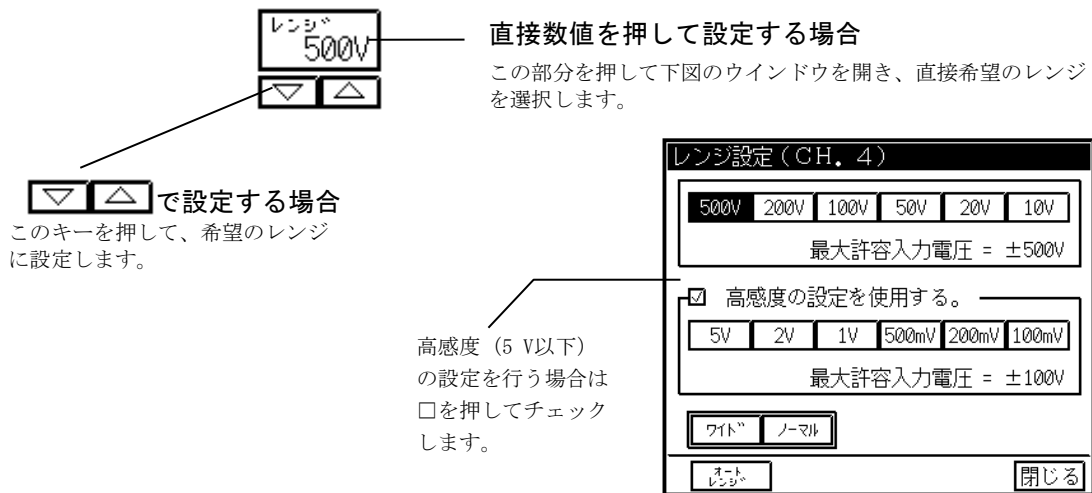 レンジ
500V
▽ △
直接数値を押して設定する場合
この部分を押して下図のウインドウを開き、直接希望のレンジ
を選択します。
▽ △ で設定する場合
このキーを押して、希望のレンジ
に設定します。
高感度(5 V以下)
の設定を行う場合は
□を押してチェック
します。
レンジ設定(CH.4)
500V 200V 100V 50V 20V 10V
最大許容入力電圧 = ±500V
☑ 高感度の設定を使用する。
5V 2V 1V 500mV 200mV 100mV
最大許容入力電圧 = ±100V
ワイド ノーマル
オート
レンジ
閉じる